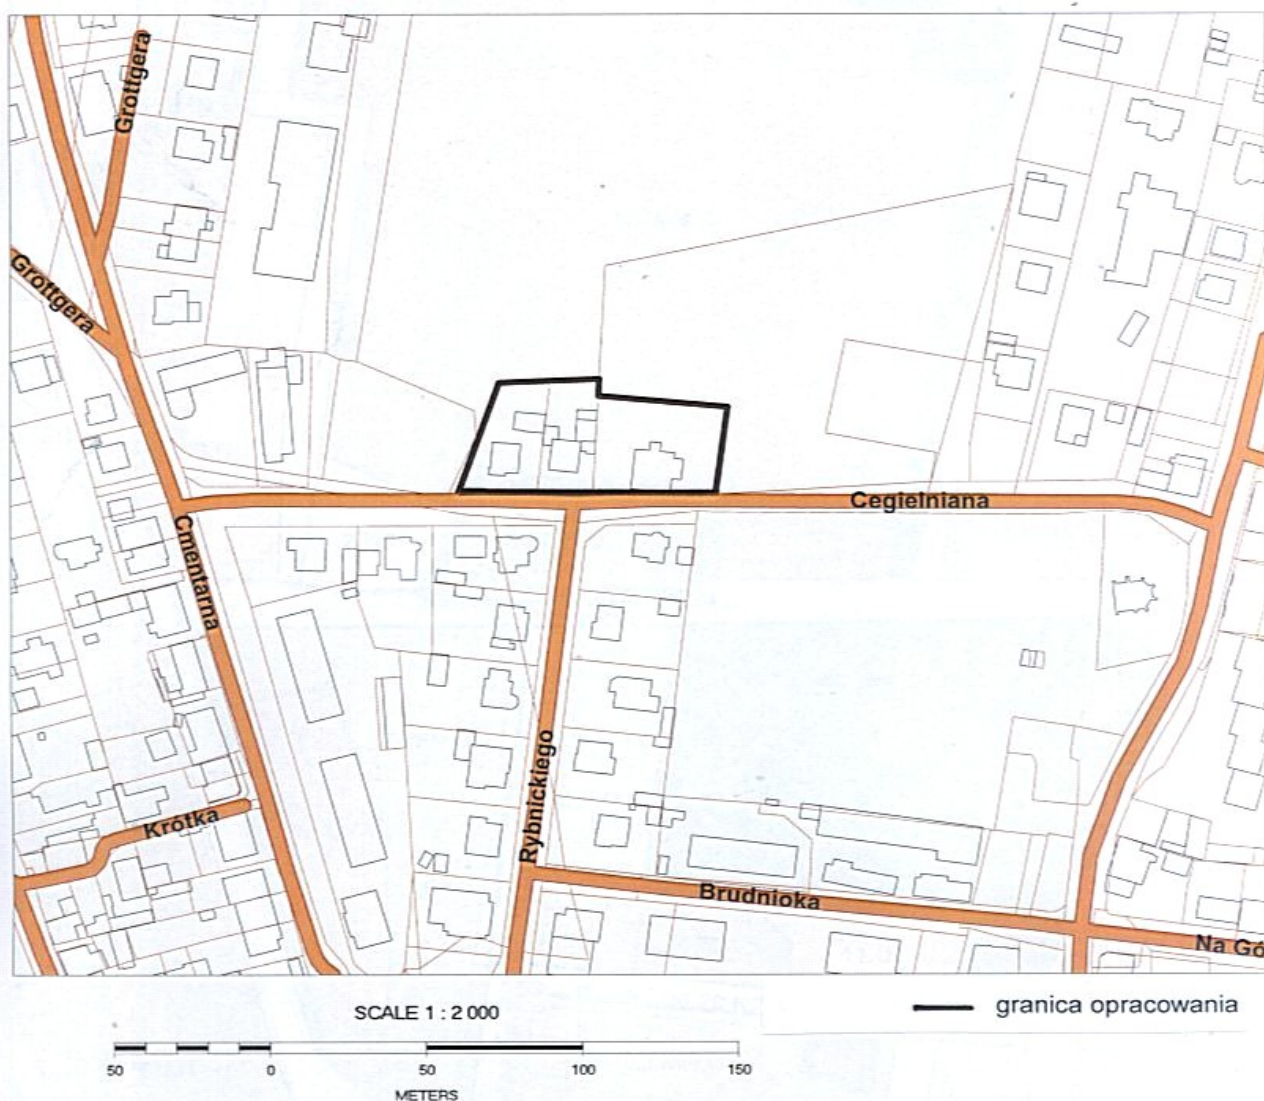 Grottgera
Grottgera
Cegielniana
Cmentarna
Rybnickiego
Krótka
Brudnioka
Na Gó
SCALE 1 : 2 000
granica opracowania
50 0 50 100 150
METERS